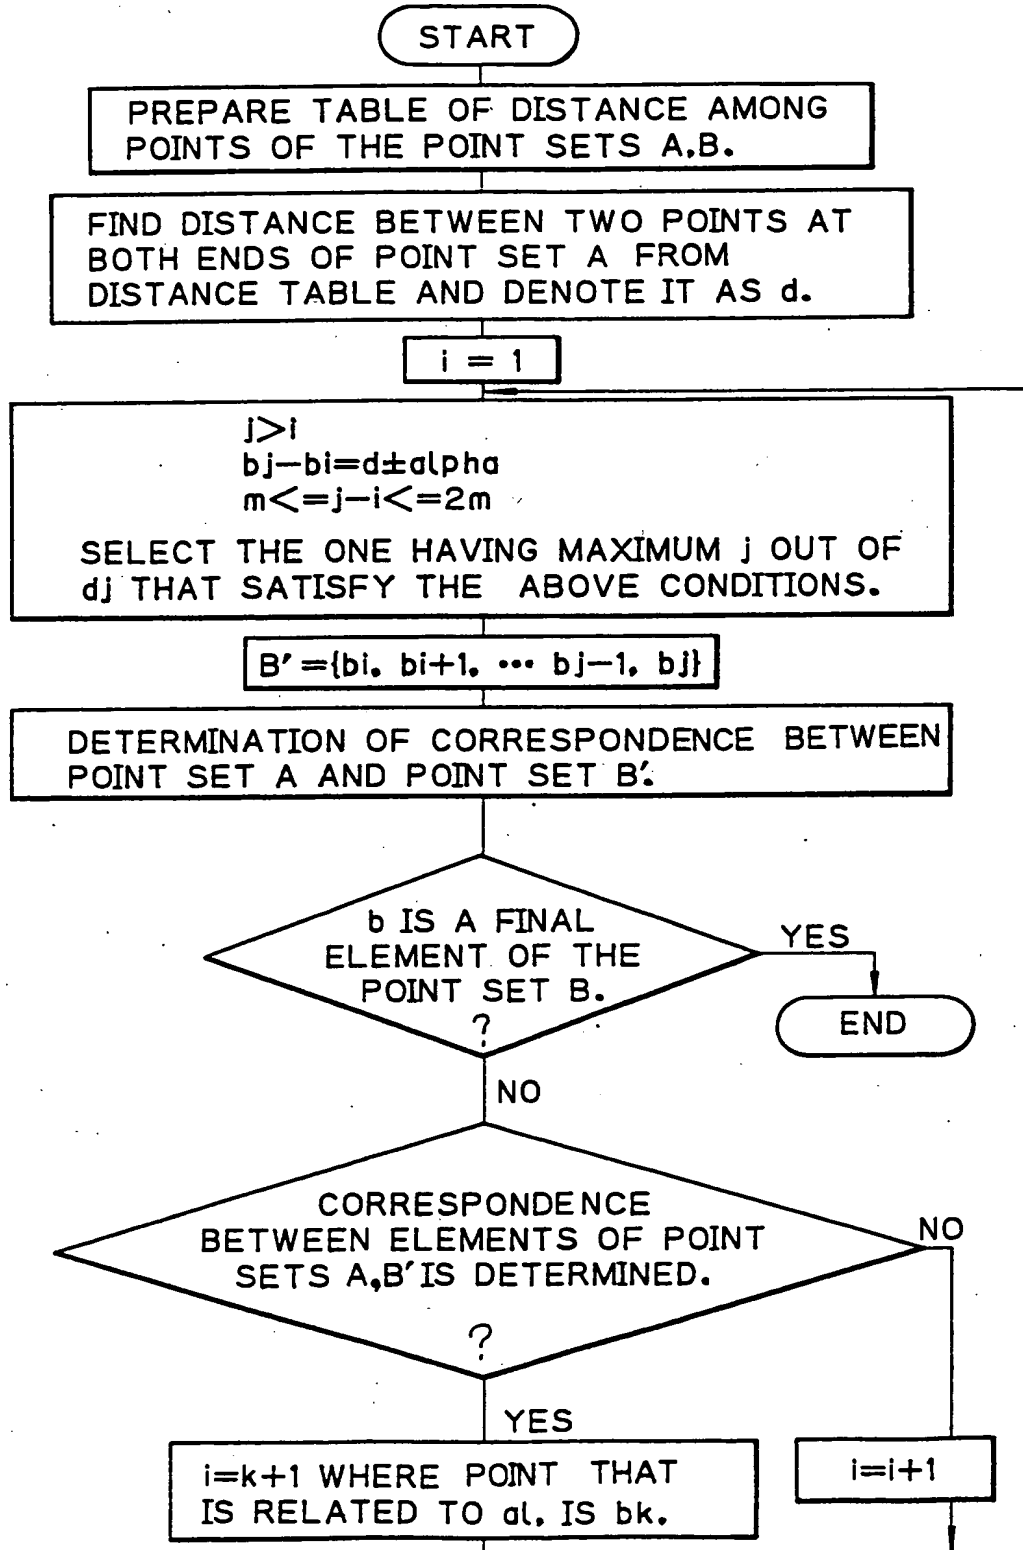 START
PREPARE TABLE OF DISTANCE AMONG
POINTS OF THE POINT SETS A,B.
FIND DISTANCE BETWEEN TWO POINTS AT
BOTH ENDS OF POINT SET A FROM
DISTANCE TABLE AND DENOTE IT AS d.
i = 1
j>i
bj−bi=d±alpha
m<=j−i<=2m
SELECT THE ONE HAVING MAXIMUM j OUT OF
dj THAT SATISFY THE ABOVE CONDITIONS.
B'={bi, bi+1, ··· bj−1, bj}
DETERMINATION OF CORRESPONDENCE BETWEEN
POINT SET A AND POINT SET B'.
b IS A FINAL
ELEMENT OF THE
POINT SET B.
?
YES
END
NO
CORRESPONDENCE
BETWEEN ELEMENTS OF POINT
SETS A,B' IS DETERMINED.
?
NO
YES
i=k+1 WHERE POINT THAT
IS RELATED TO al, IS bk.
i=i+1